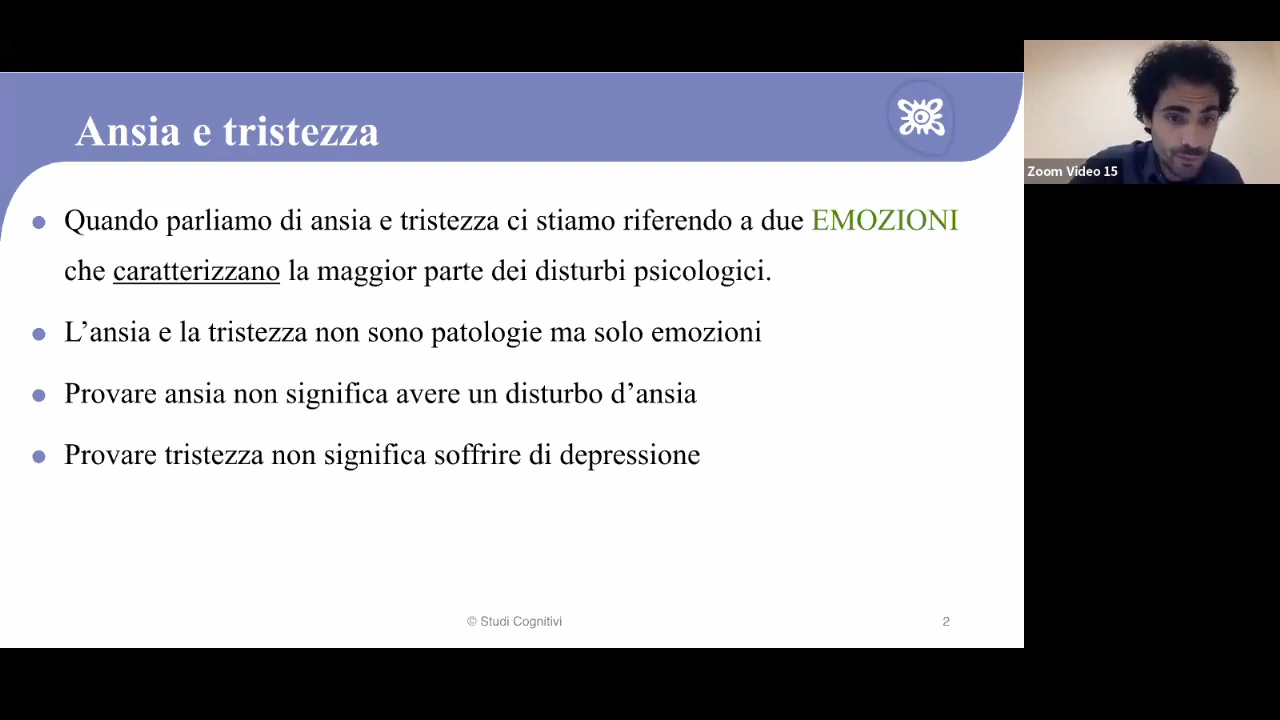 Ansia e tristezza
Zoom Video 15
Quando parliamo di ansia e tristezza ci stiamo riferendo a due EMOZIONI
che caratterizzano la maggior parte dei disturbi psicologici.
L’ansia e la tristezza non sono patologie ma solo emozioni
Provare ansia non significa avere un disturbo d’ansia
Provare tristezza non significa soffrire di depressione
© Studi Cognitivi
2